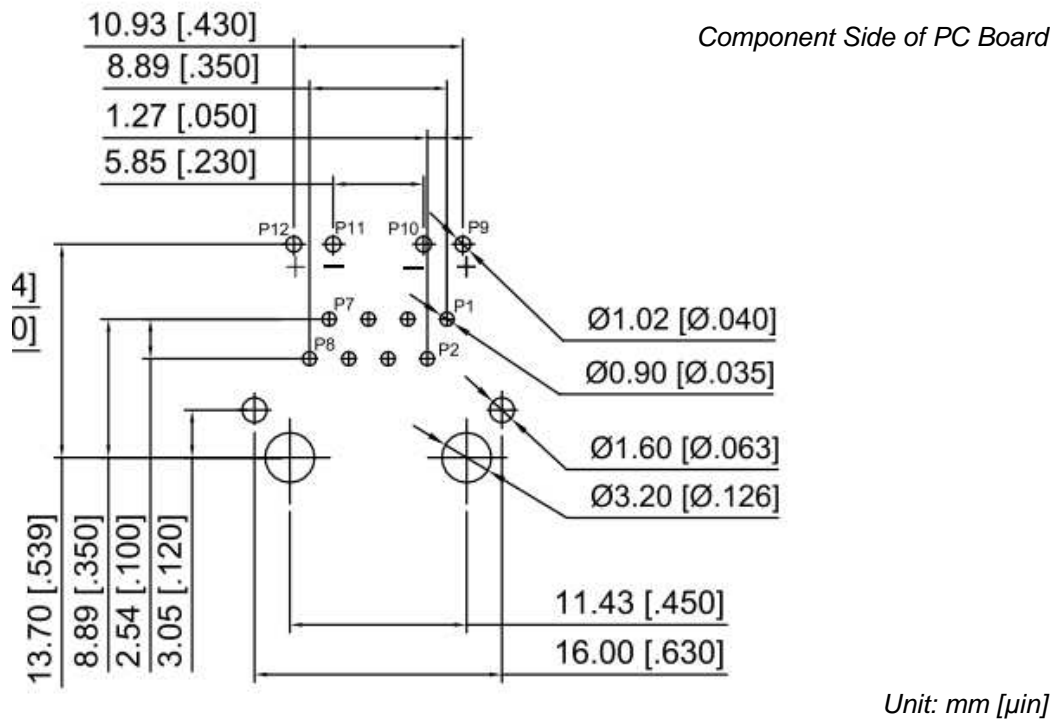 10.93 [.430]
Component Side of PC Board
8.89 [.350]
1.27 [.050]
5.85 [.230]
P12 P11 P10 P9
+ − − +
4]
0]
P7 P1
P8 P2
Ø1.02 [Ø.040]
Ø0.90 [Ø.035]
Ø1.60 [Ø.063]
Ø3.20 [Ø.126]
13.70 [.539]
8.89 [.350]
2.54 [.100]
3.05 [.120]
11.43 [.450]
16.00 [.630]
Unit: mm [µin]